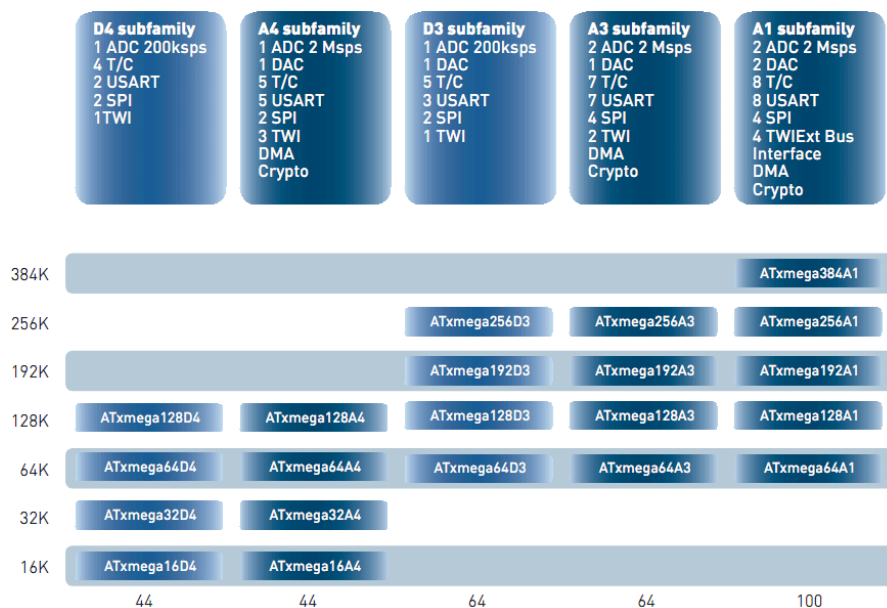 D4 subfamily
1 ADC 200ksps
4 T/C
2 USART
2 SPI
1TWI
A4 subfamily
1 ADC 2 Msps
1 DAC
5 T/C
5 USART
2 SPI
3 TWI
DMA
Crypto
D3 subfamily
1 ADC 200ksps
1 DAC
5 T/C
3 USART
2 SPI
1 TWI
A3 subfamily
2 ADC 2 Msps
1 DAC
7 T/C
7 USART
4 SPI
2 TWI
DMA
Crypto
A1 subfamily
2 ADC 2 Msps
2 DAC
8 T/C
8 USART
4 SPI
4 TWIExt Bus
Interface
DMA
Crypto
384K ATxmega384A1
256K ATxmega256D3 ATxmega256A3 ATxmega256A1
192K ATxmega192D3 ATxmega192A3 ATxmega192A1
128K ATxmega128D4 ATxmega128A4 ATxmega128D3 ATxmega128A3 ATxmega128A1
64K ATxmega64D4 ATxmega64A4 ATxmega64D3 ATxmega64A3 ATxmega64A1
32K ATxmega32D4 ATxmega32A4
16K ATxmega16D4 ATxmega16A4
44 44 64 64 100